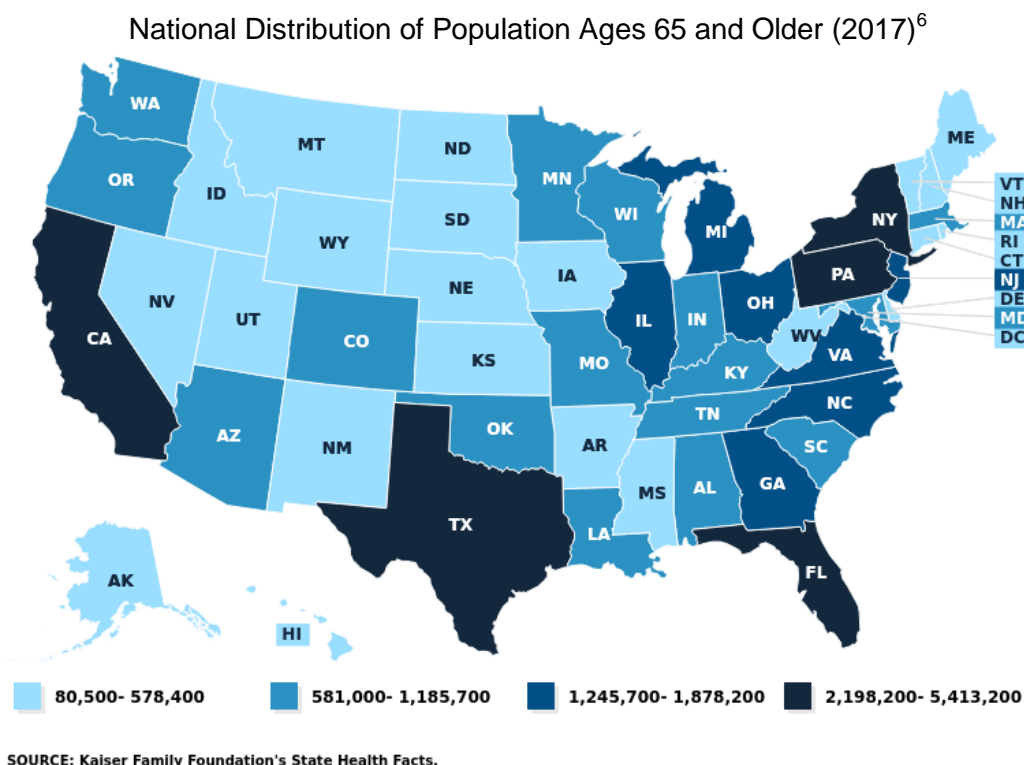 National Distribution of Population Ages 65 and Older (2017)6
WA
MT
ND
ME
OR
ID
MN
VT
NH
SD
WI
NY
MA
WY
MI
RI
CT
IA
PA
NJ
NE
NV
OH
DE
UT
IL
IN
MD
CA
CO
WV
DC
KS
MO
VA
KY
NC
TN
AZ
OK
NM
AR
SC
MS
AL
GA
TX
LA
FL
AK
HI
80,500- 578,400
581,000- 1,185,700
1,245,700- 1,878,200
2,198,200- 5,413,200
SOURCE: Kaiser Family Foundation's State Health Facts.